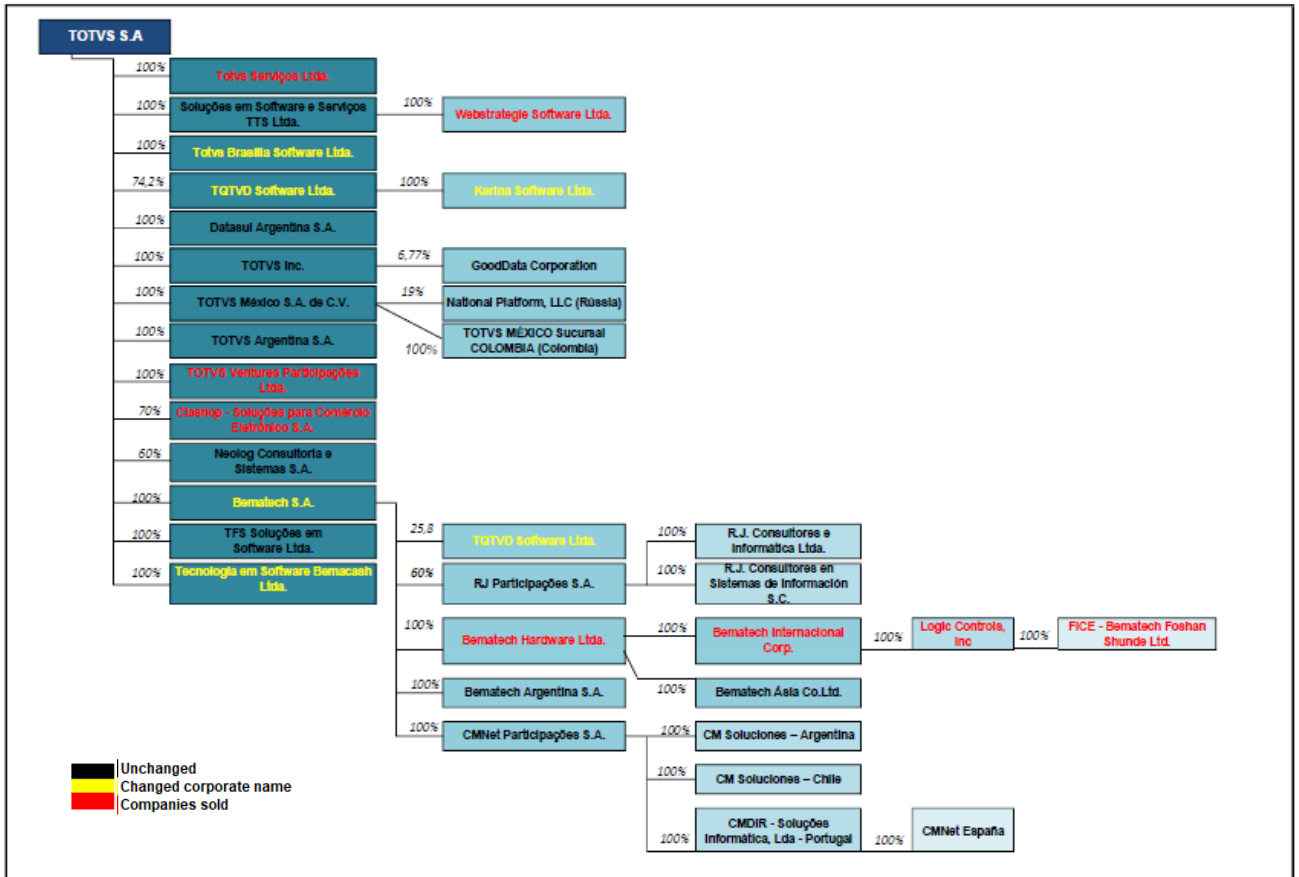 TOTVS S.A
100%
Totvs Serviços Ltda.
100%
Soluções em Software e Serviços
TTS Ltda.
100%
Webstrategie Software Ltda.
100%
Totvs Brasilia Software Ltda.
74,2%
TQTVD Software Ltda.
100%
Kerina Software Ltda.
100%
Datasul Argentina S.A.
100%
TOTVS Inc.
6,77%
GoodData Corporation
100%
TOTVS México S.A. de C.V.
19%
National Platform, LLC (Rússia)
100%
TOTVS Argentina S.A.
100%
TOTVS MÉXICO Sucursal
COLOMBIA (Colombia)
100%
TOTVS Ventures Participações
Ltda.
70%
Ciashop - Soluções para Comércio
Eletrônico S.A.
60%
Neolog Consultoria e
Sistemas S.A.
100%
Bematech S.A.
100%
TFS Soluções em
Software Ltda.
25,8
TQTVD Software Ltda.
100%
R.J. Consultores e
Informática Ltda.
100%
Tecnologia em Software Bemacash
Ltda.
60%
RJ Participações S.A.
100%
R.J. Consultores en
Sistemas de Información
S.C.
100%
Bematech Hardware Ltda.
100%
Bematech Internacional
Corp.
100%
Logic Controls,
Inc
100%
FICE - Bematech Foshan
Shunde Ltd.
100%
Bematech Argentina S.A.
100%
Bematech Ásia Co.Ltd.
100%
CMNet Participações S.A.
100%
CM Soluciones – Argentina
100%
CM Soluciones – Chile
100%
CMDIR - Soluções
Informática, Lda - Portugal
100%
CMNet España
Unchanged
Changed corporate name
Companies sold